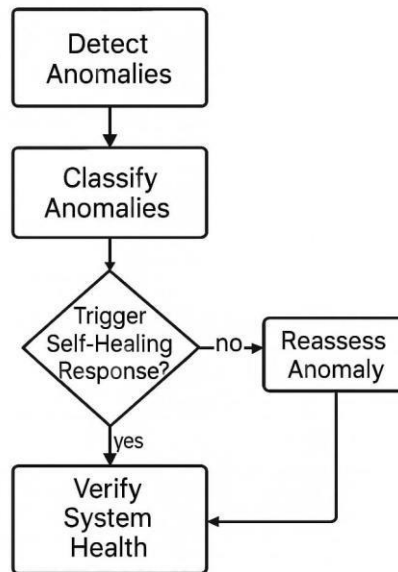 Detect
Anomalies
Classify
Anomalies
Trigger
Self-Healing
Response?
no
Reassess
Anomaly
yes
Verify
System
Health